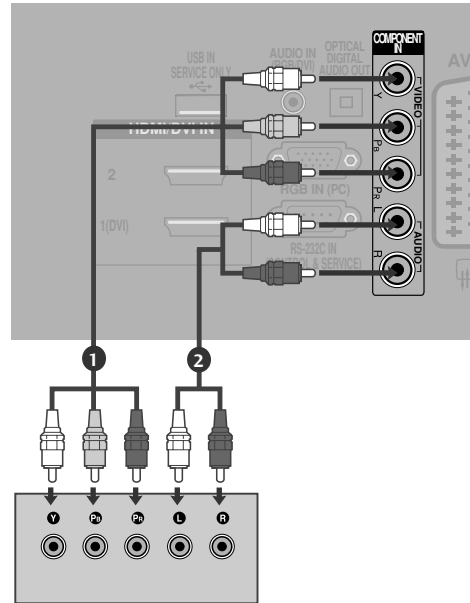 COMPONENT
IN
USB IN
SERVICE ONLY
AUDIO IN
(RGB/DVI)
OPTICAL
DIGITAL
AUDIO OUT
AV
Y
VIDEO
HDMI/DVI IN
PB
2
PR
RGB IN (PC)
L
1(DVI)
AUDIO
RS-232C IN
(CONTROL & SERVICE)
R
1
2
Y
PB
PR
L
R